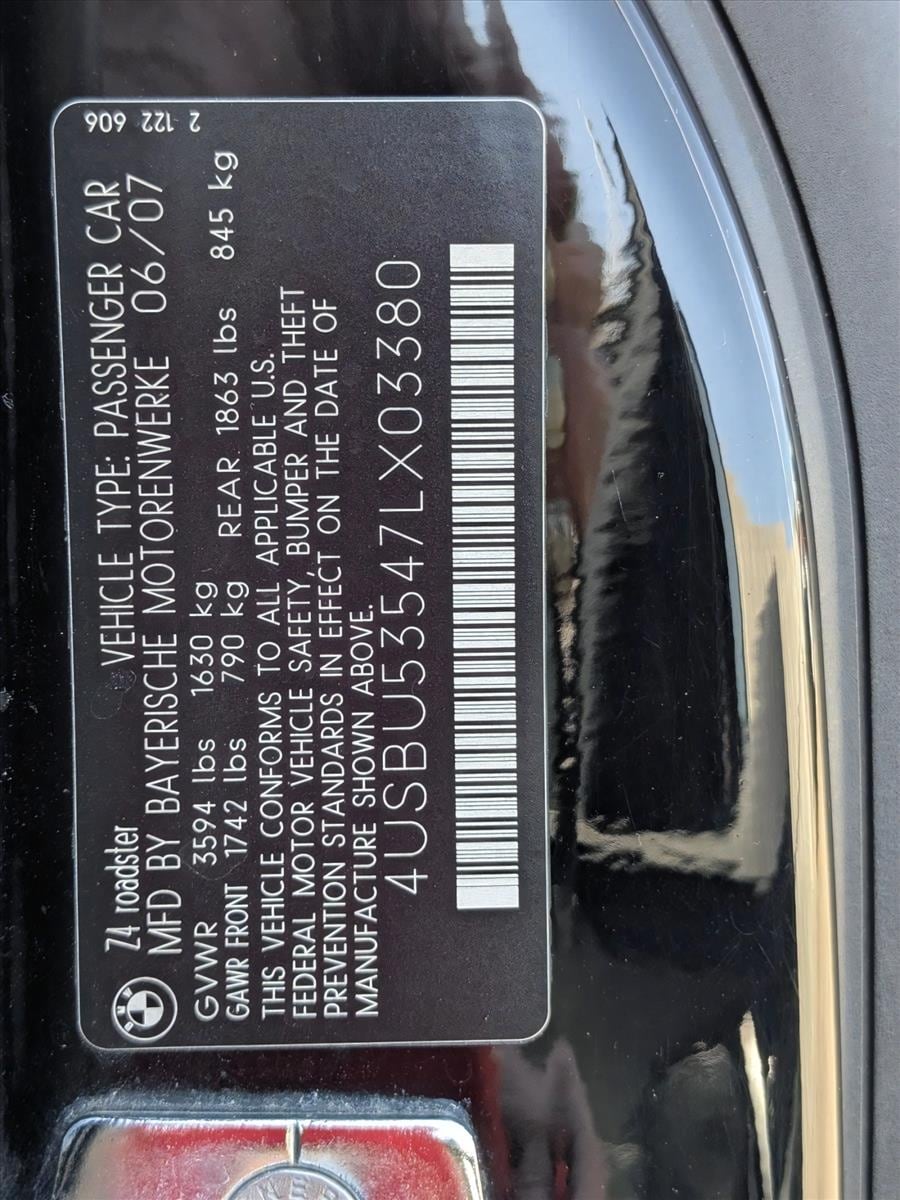 Z4 roadster VEHICLE TYPE: PASSENGER CAR
MFD BY BAYERISCHE MOTORENWERKE 06/07
GVWR 3594 lbs 1630 kg
GAWR FRONT 1742 lbs 790 kg REAR 1863 lbs 845 kg
THIS VEHICLE CONFORMS TO ALL APPLICABLE U.S.
FEDERAL MOTOR VEHICLE SAFETY, BUMPER AND THEFT
PREVENTION STANDARDS IN EFFECT ON THE DATE OF
MANUFACTURE SHOWN ABOVE.
4USBU53547LX03380
2 122 606